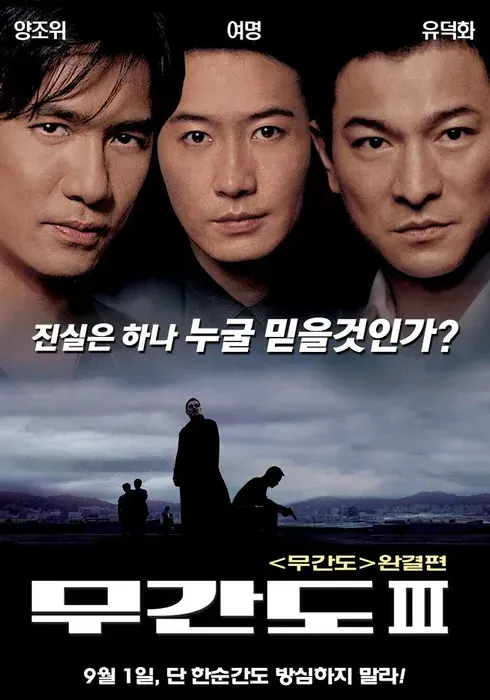 양조위 여명 유덕화
진실은 하나 누굴 믿을것인가?
<무간도>완결편
무간도 III
9월 1일, 단 한순간도 방심하지 말라!